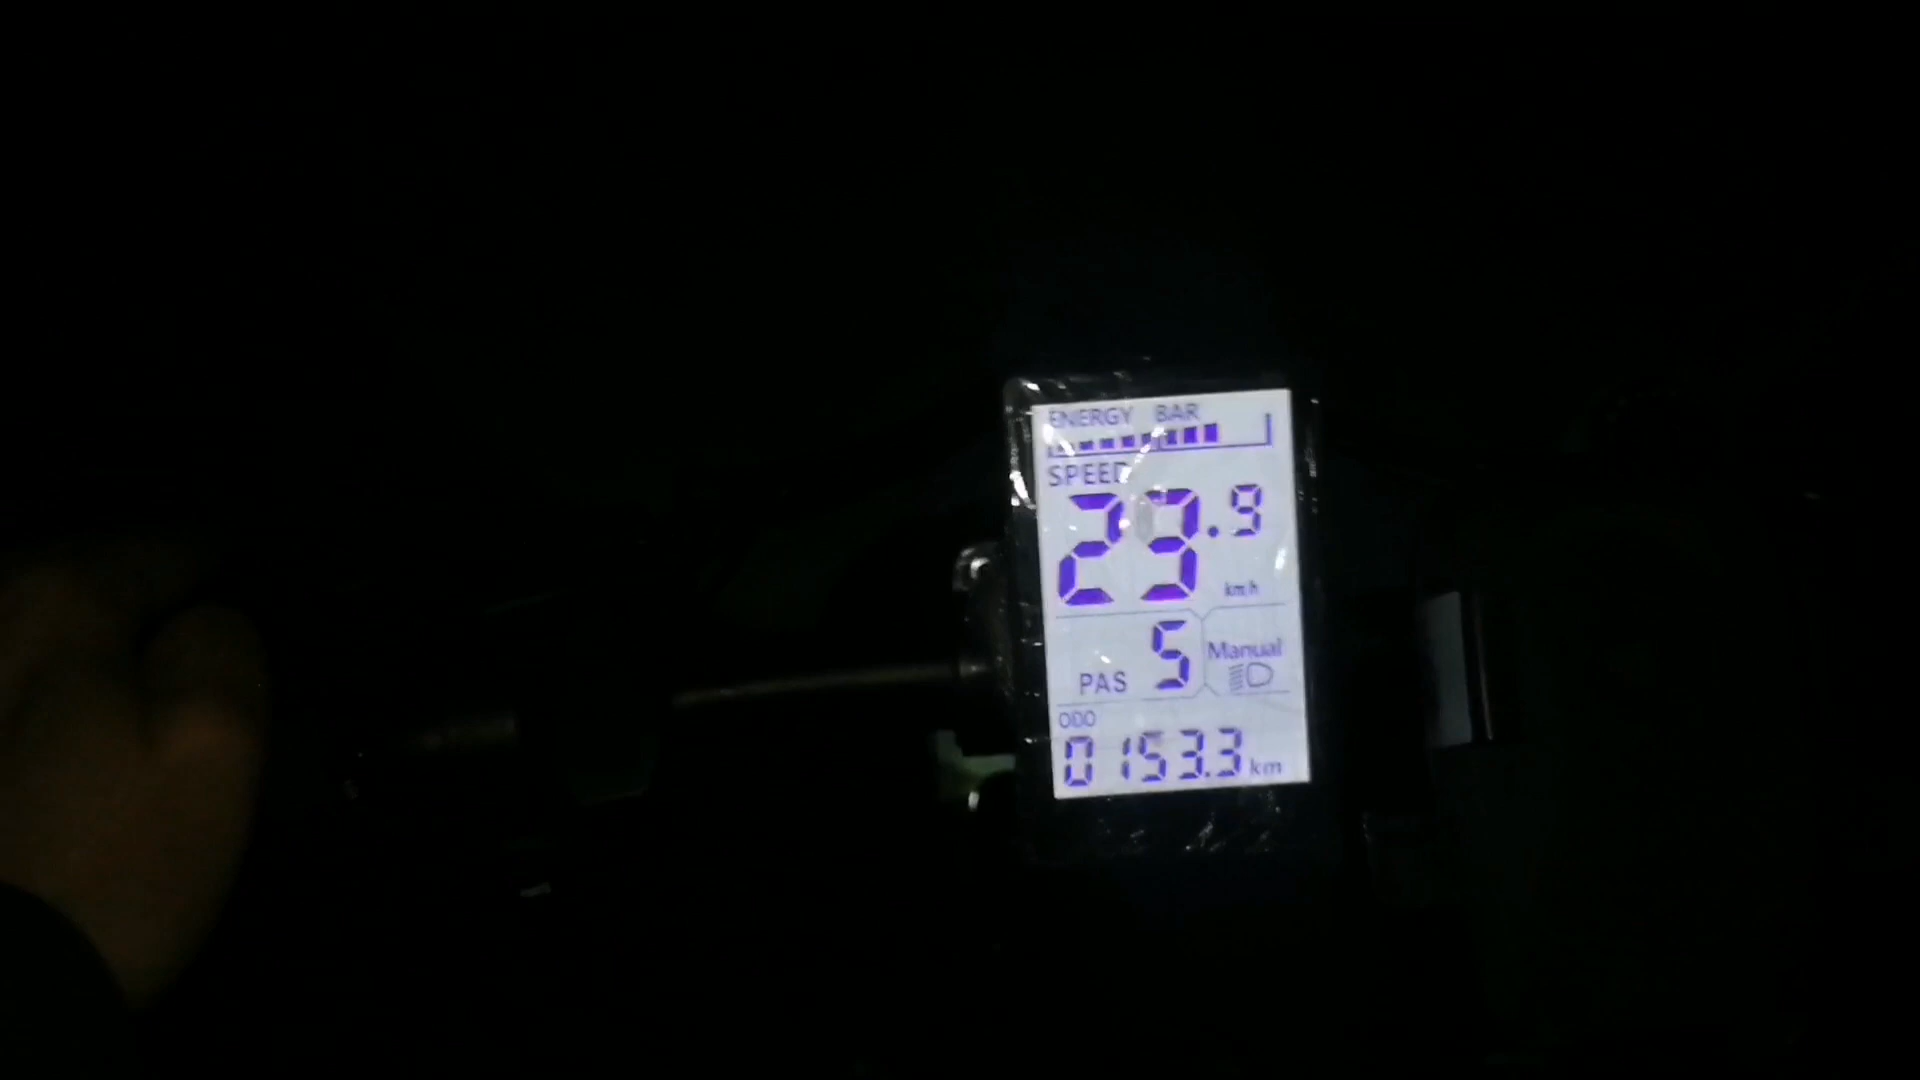 ENERGY BAR
SPEED
29.9
km/h
PAS 5 Manual
ODO
0153.3 km